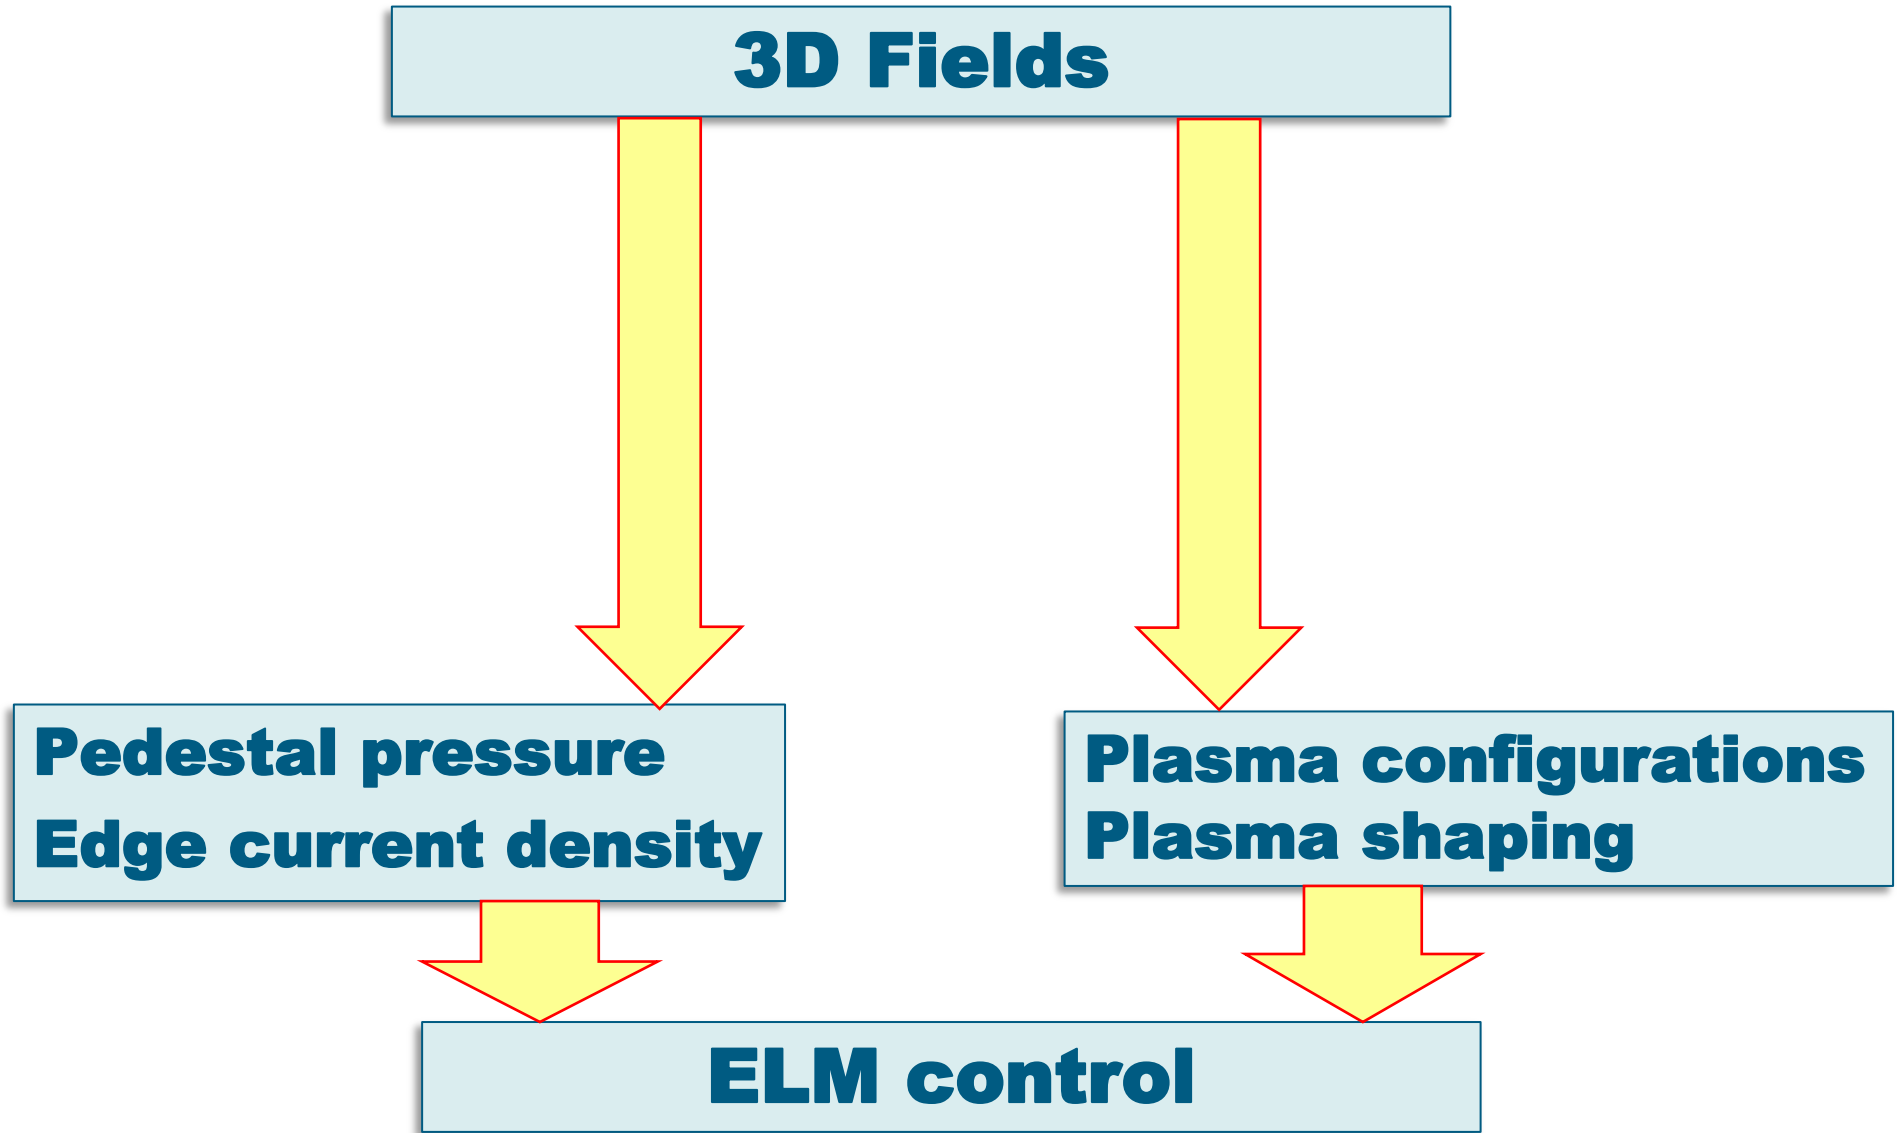 3D Fields
Pedestal pressure
Edge current density
Plasma configurations
Plasma shaping
ELM control